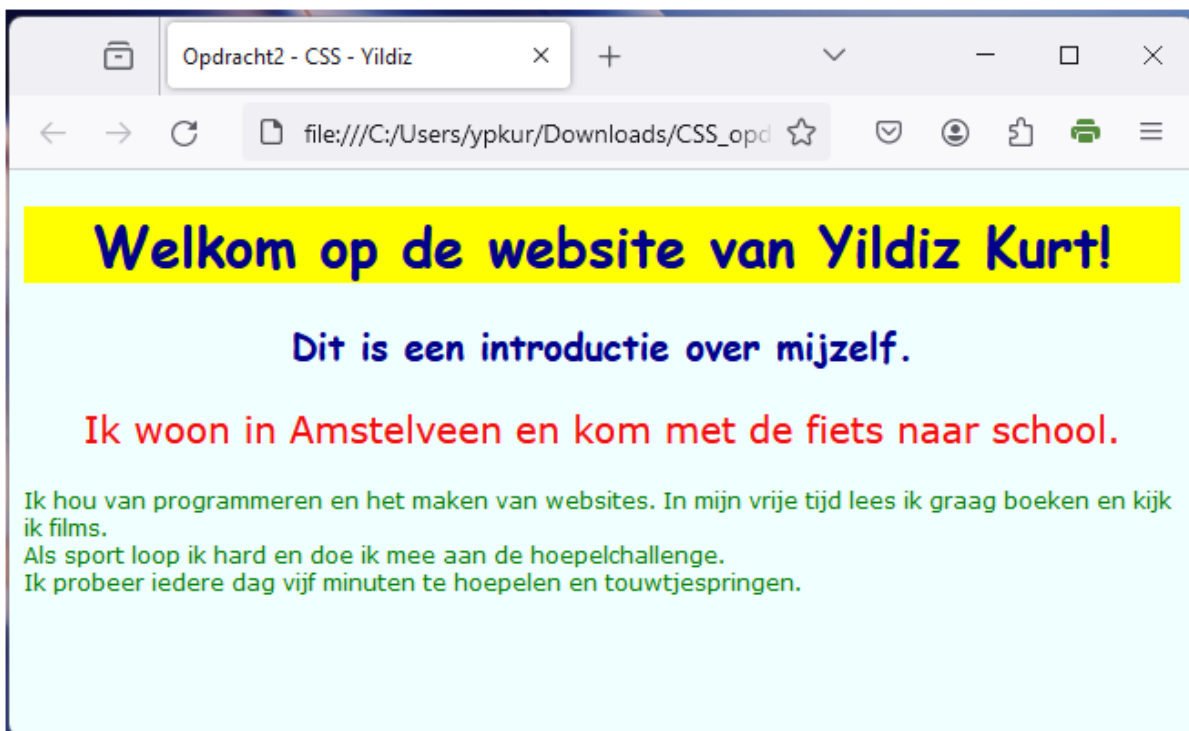 Opdracht2 - CSS - Yildiz
file:///C:/Users/ypkur/Downloads/CSS_opd
Welkom op de website van Yildiz Kurt!
Dit is een introductie over mijzelf.
Ik woon in Amstelveen en kom met de fiets naar school.
Ik hou van programmeren en het maken van websites. In mijn vrije tijd lees ik graag boeken en kijk
ik films.
Als sport loop ik hard en doe ik mee aan de hoepelchallenge.
Ik probeer iedere dag vijf minuten te hoepelen en touwtjespringen.